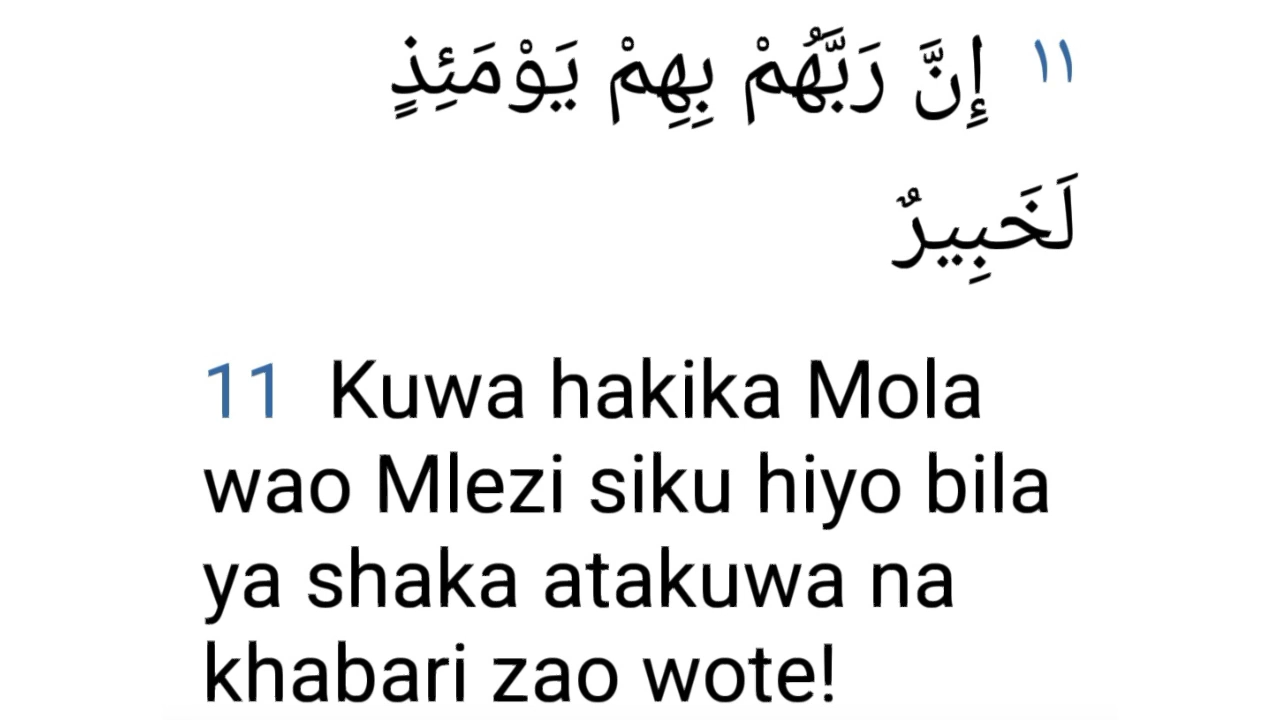 ١١ إِنَّ رَبَّهُمْ بِهِمْ يَوْمَئِذٍ
لَخَبِيرٌ
11 Kuwa hakika Mola
wao Mlezi siku hiyo bila
ya shaka atakuwa na
khabari zao wote!